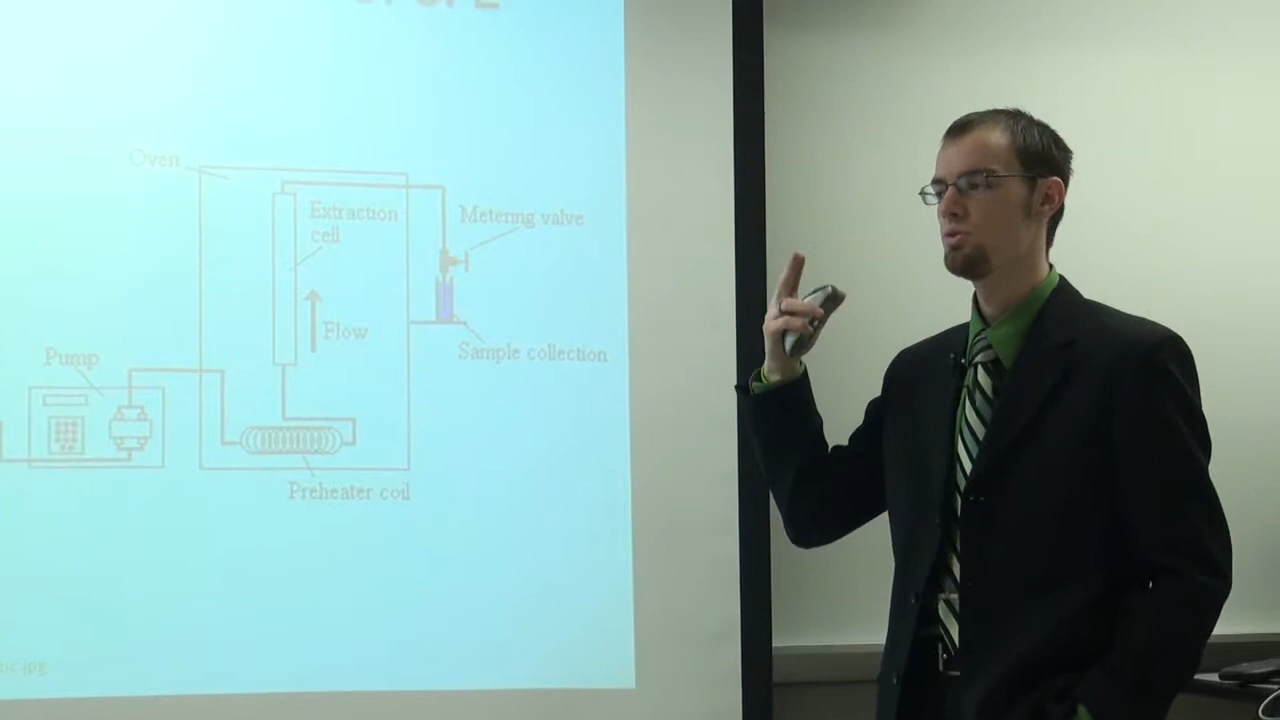 Oven
Extraction
cell
Metering valve
Flow
Pump
Sample collection
Preheater coil